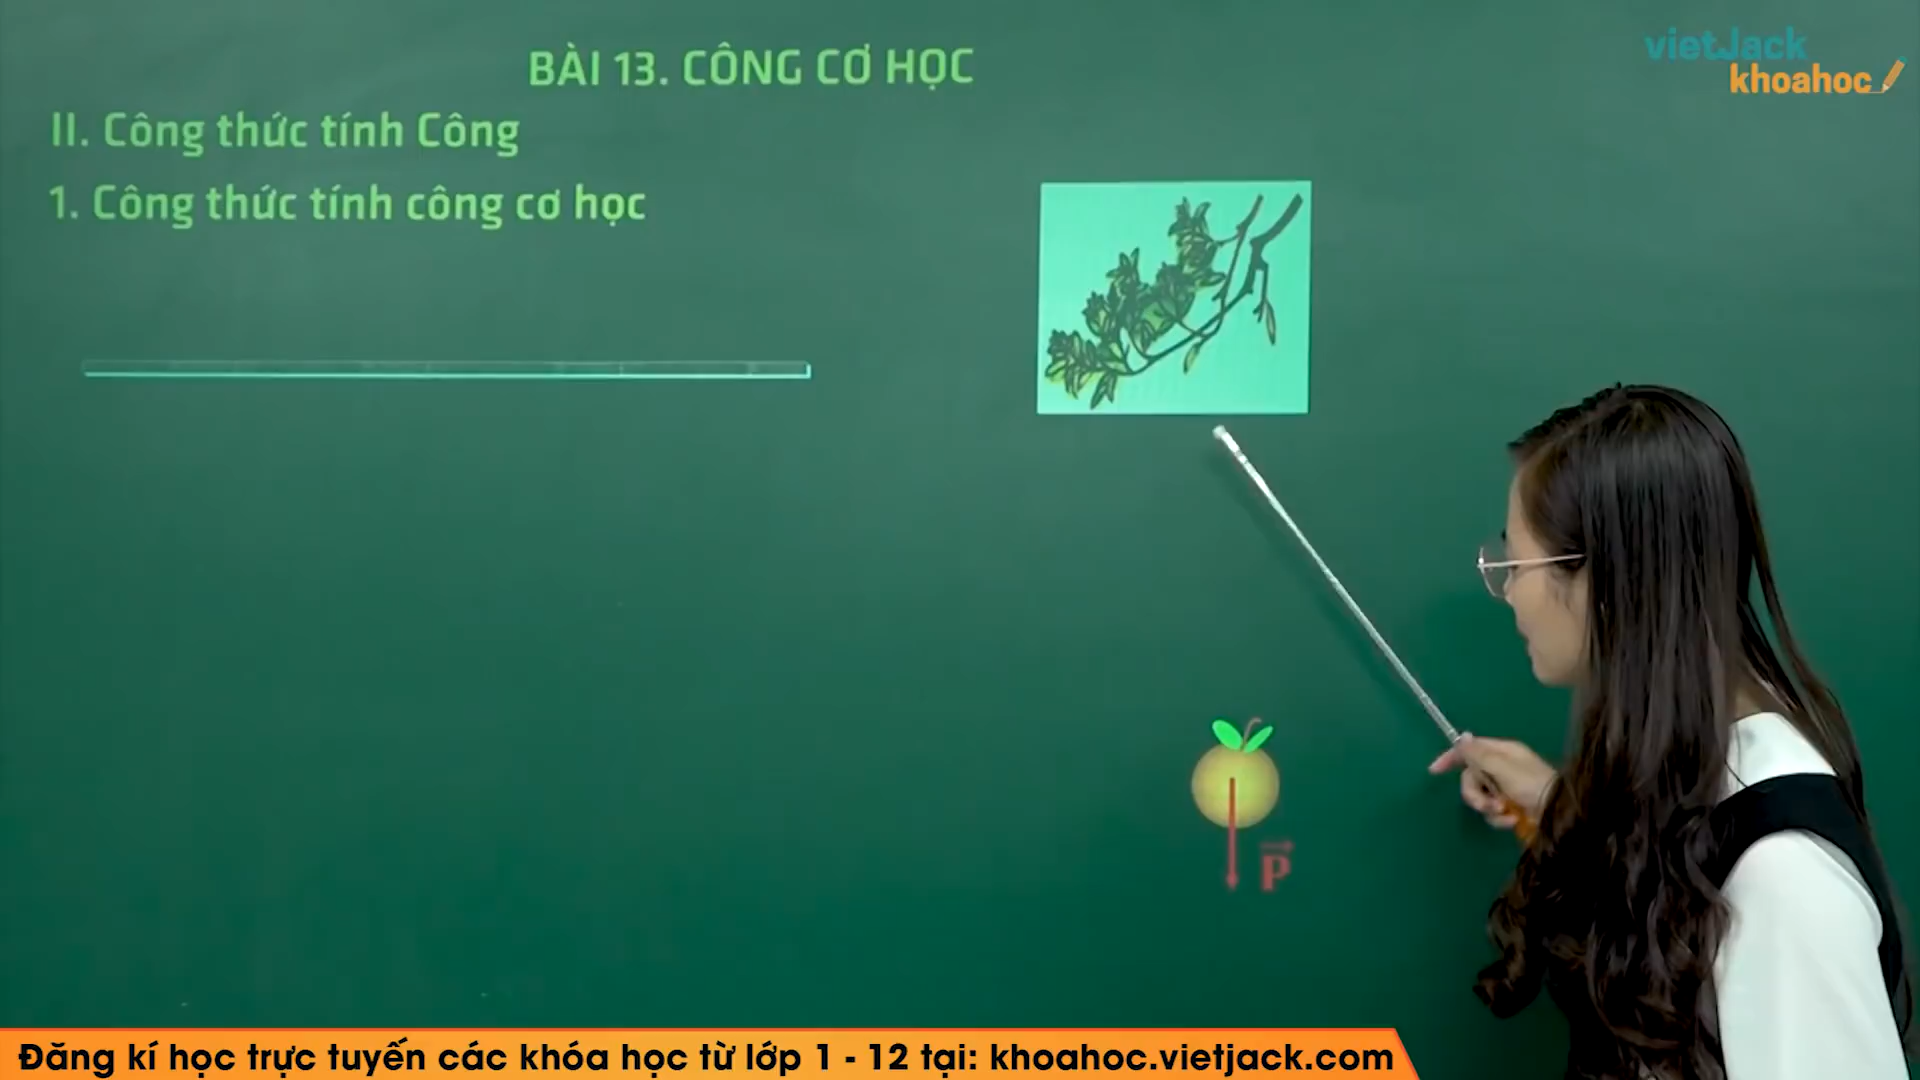 BÀI 13. CÔNG CƠ HỌC
vietJack
khoahoc
II. Công thức tính Công
1. Công thức tính công cơ học
P
Đăng kí học trực tuyến các khóa học từ lớp 1 - 12 tại: khoahoc.vietjack.com